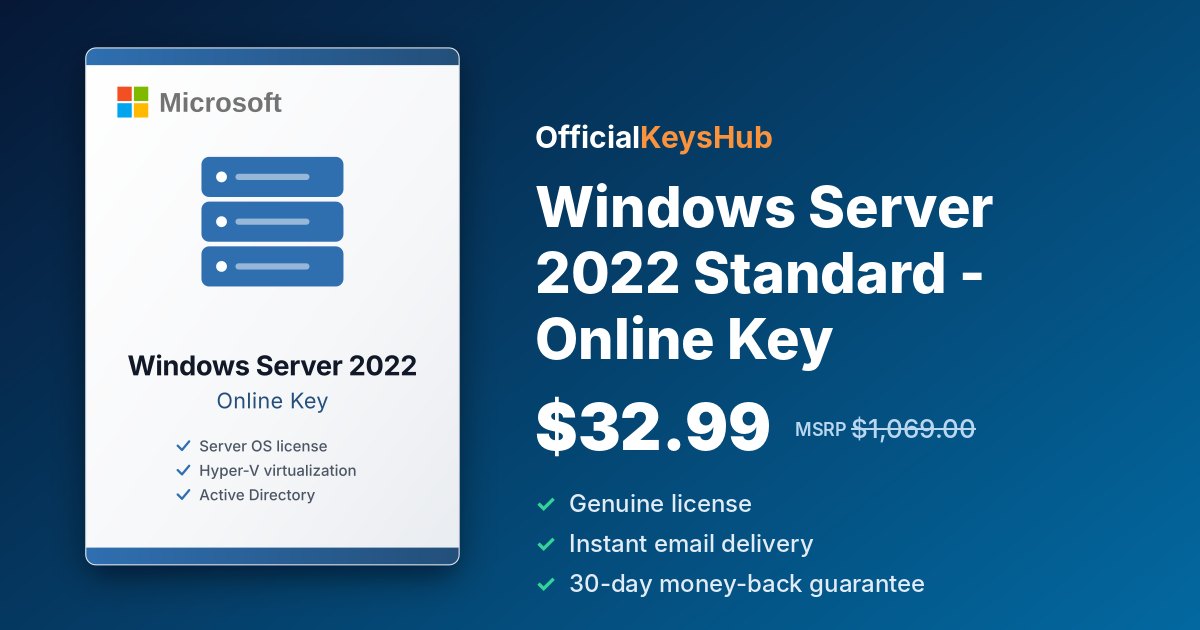 Microsoft
Windows Server 2022
Online Key
Server OS license
Hyper-V virtualization
Active Directory
OfficialKeysHub
Windows Server
2022 Standard -
Online Key
$32.99 MSRP $1,069.00
Genuine license
Instant email delivery
30-day money-back guarantee